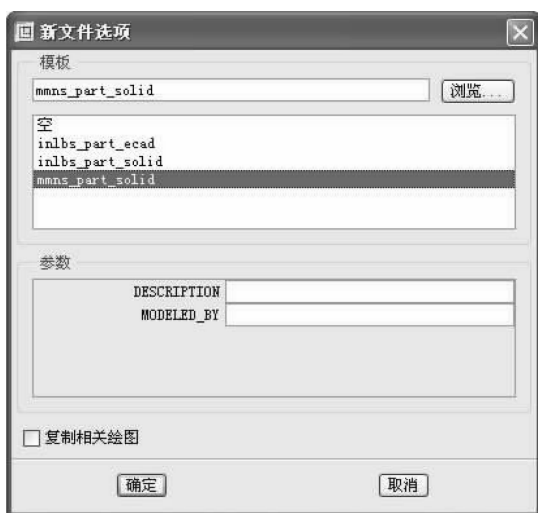 新文件选项
模板
mmns_part_solid
浏览...
空
inlbs_part_ecad
inlbs_part_solid
mmns_part_solid
参数
DESCRIPTION
MODELED_BY
复制相关绘图
确定
取消